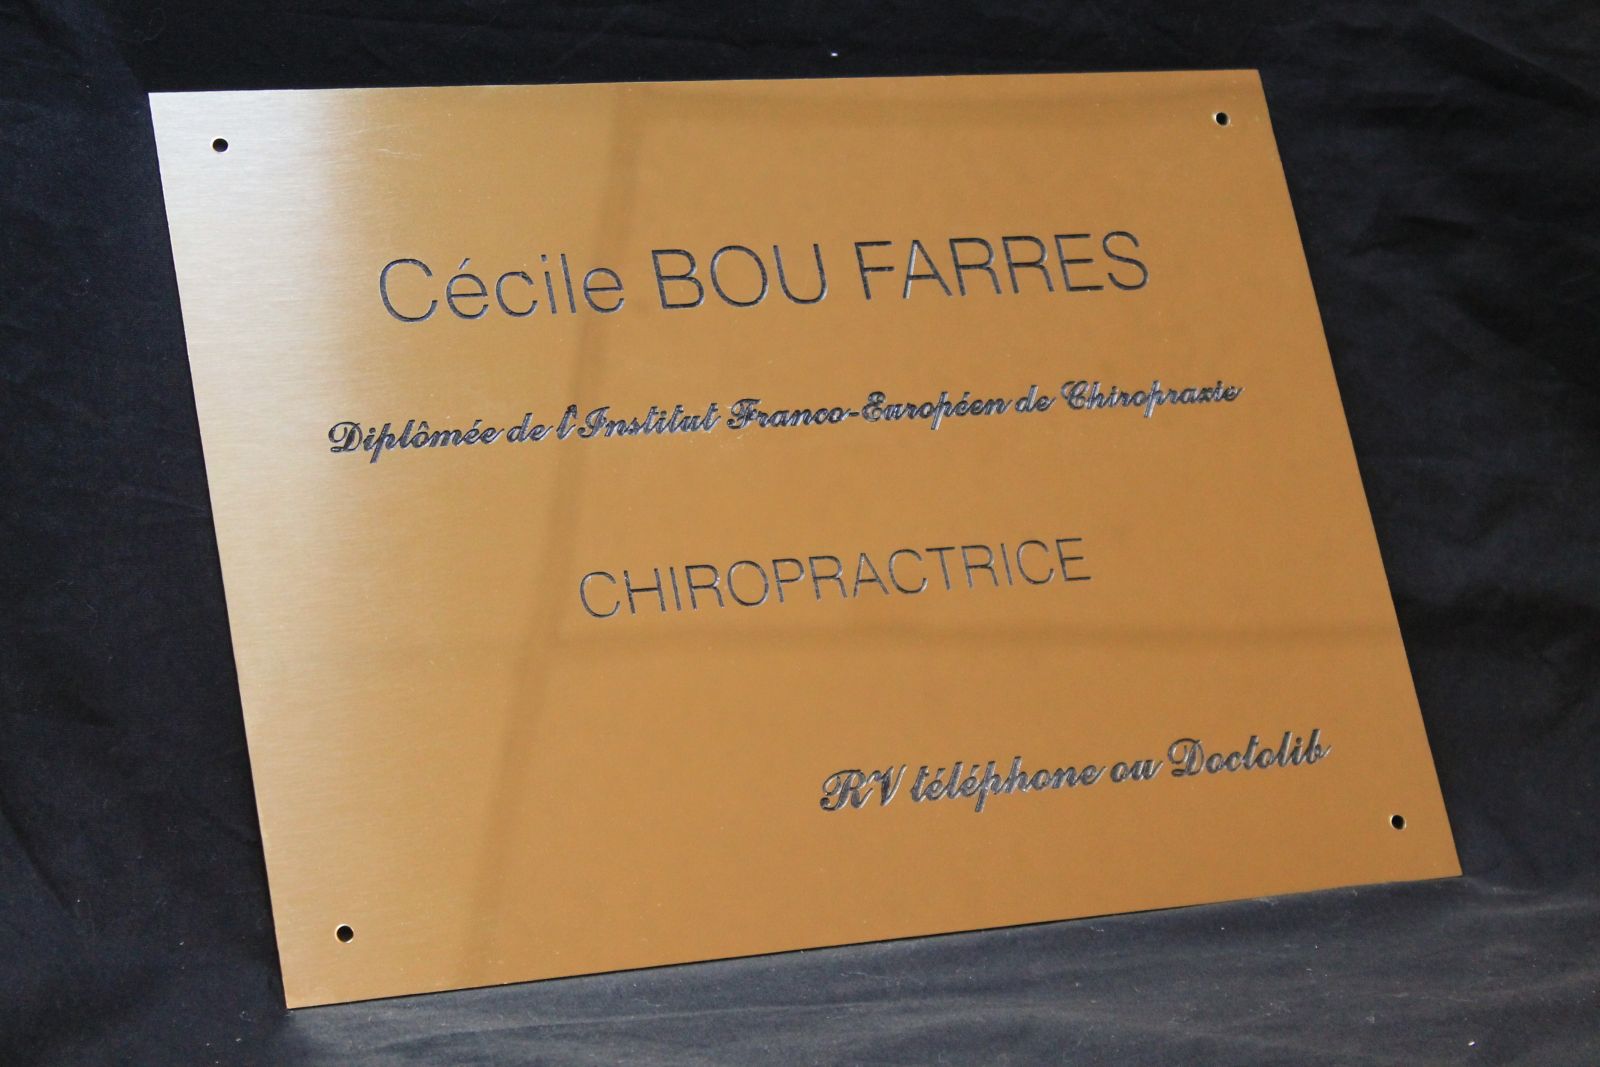 Cécile BOU FARRES
Diplômée de l'Institut Franco-Européen de Chiropraxie
CHIROPRACTRICE
RV téléphone ou Doctolib